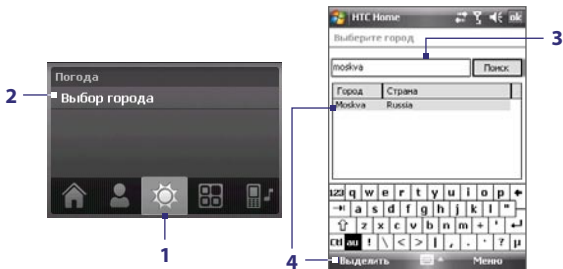 Погода
2
Выбор города
1
HTC Home
ok
Выберите город
3
moskva
Поиск
Город Страна
Moskva Russia
4
123 q w e r t y u i o p
a s d f g h j k l "
z x c v b n m + '
Ctl au ! \ < > | , . - ? µ
Выделить Меню